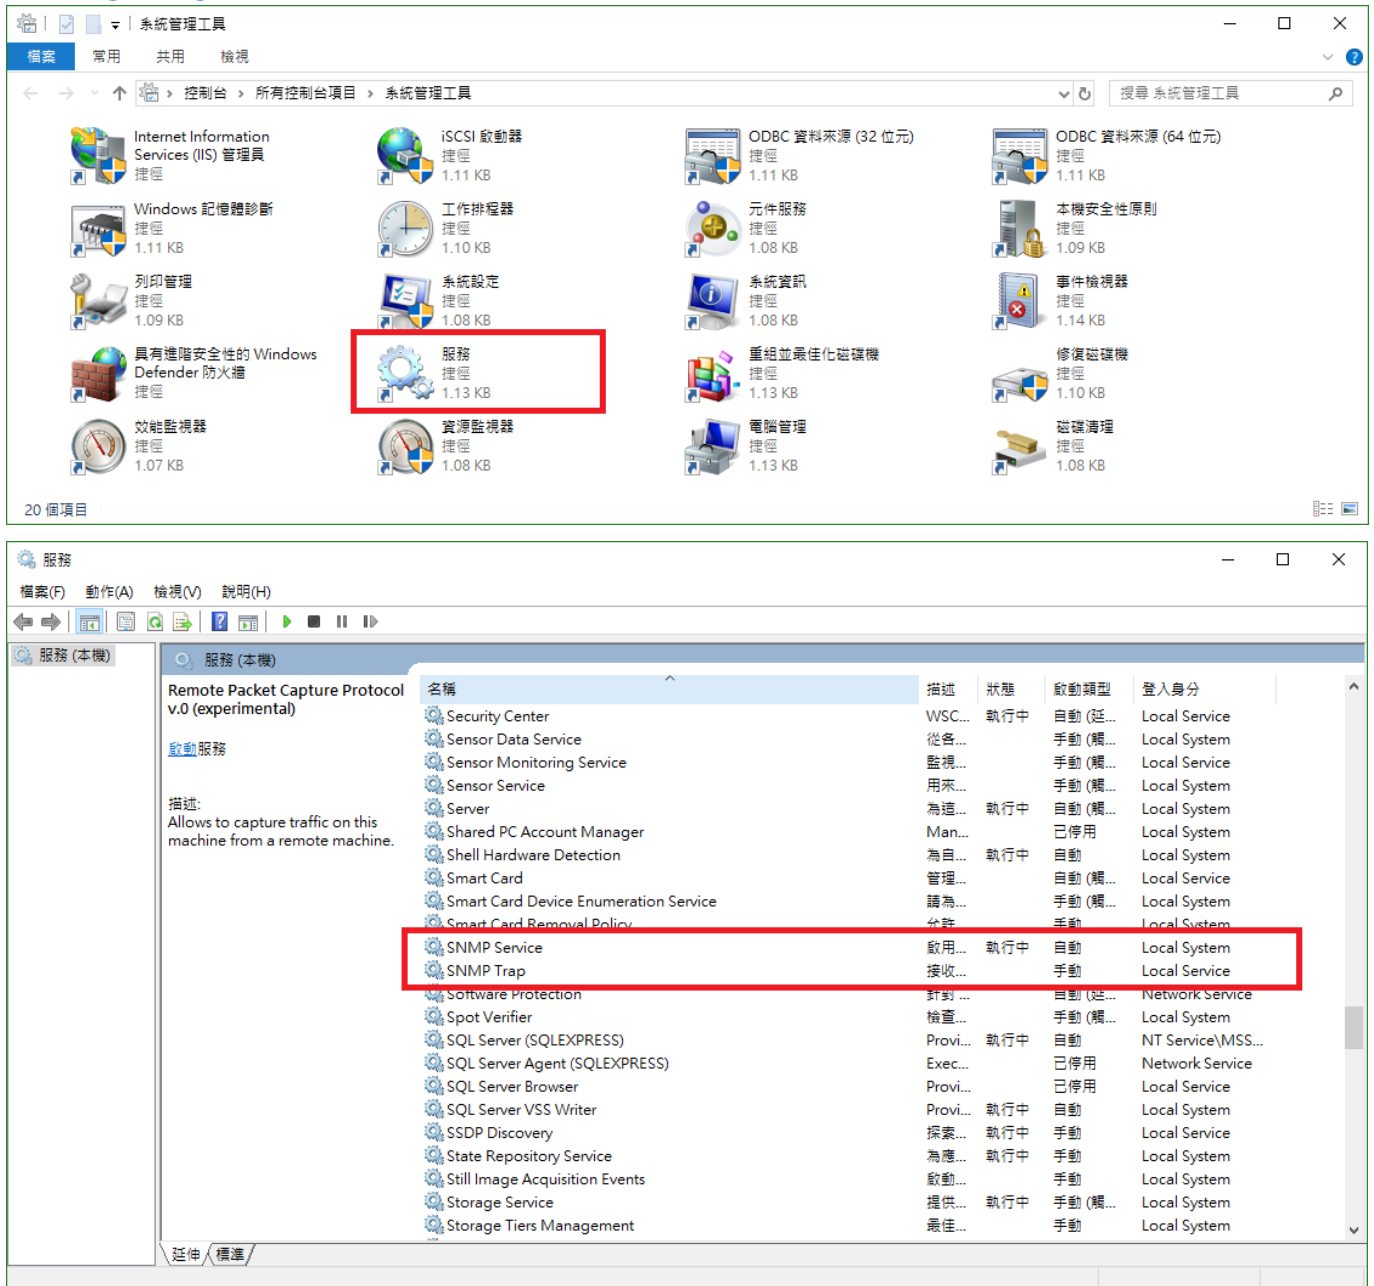 系統管理工具
檔案 常用 共用 檢視
控制台 › 所有控制台項目 › 系統管理工具 搜尋 系統管理工具
Internet Information
Services (IIS) 管理員
捷徑
iSCSI 啟動器
捷徑
1.11 KB
ODBC 資料來源 (32 位元)
捷徑
1.11 KB
ODBC 資料來源 (64 位元)
捷徑
1.11 KB
Windows 記憶體診斷
捷徑
1.11 KB
工作排程器
捷徑
1.10 KB
元件服務
捷徑
1.08 KB
本機安全性原則
捷徑
1.09 KB
列印管理
捷徑
1.09 KB
系統設定
捷徑
1.08 KB
系統資訊
捷徑
1.08 KB
事件檢視器
捷徑
1.14 KB
具有進階安全性的 Windows
Defender 防火牆
捷徑
服務
捷徑
1.13 KB
重組並最佳化磁碟機
捷徑
1.13 KB
修復磁碟機
捷徑
1.10 KB
效能監視器
捷徑
1.07 KB
資源監視器
捷徑
1.08 KB
電腦管理
捷徑
1.13 KB
磁碟清理
捷徑
1.08 KB
20 個項目
服務
檔案(F) 動作(A) 檢視(V) 說明(H)
服務 (本機)
服務 (本機)
Remote Packet Capture Protocol
v.0 (experimental)
啟動服務
描述:
Allows to capture traffic on this
machine from a remote machine.
名稱 描述 狀態 啟動類型 登入身分
Security Center WSC... 執行中 自動 (延... Local Service
Sensor Data Service 從各... 手動 (觸... Local System
Sensor Monitoring Service 監視... 手動 (觸... Local Service
Sensor Service 用來... 手動 (觸... Local System
Server 為這... 執行中 自動 (觸... Local System
Shared PC Account Manager Man... 已停用 Local System
Shell Hardware Detection 為自... 執行中 自動 Local System
Smart Card 管理... 自動 (觸... Local Service
Smart Card Device Enumeration Service 請為... 手動 (觸... Local System
Smart Card Removal Policy 允許... 手動 Local System
SNMP Service 啟用... 執行中 自動 Local System
SNMP Trap 接收... 手動 Local Service
Software Protection 針對 ... 自動 (延... Network Service
Spot Verifier 檢查... 手動 (觸... Local System
SQL Server (SQLEXPRESS) Provi... 執行中 自動 NT Service\MSS...
SQL Server Agent (SQLEXPRESS) Exec... 已停用 Network Service
SQL Server Browser Provi... 已停用 Local Service
SQL Server VSS Writer Provi... 執行中 自動 Local System
SSDP Discovery 探索... 執行中 手動 Local Service
State Repository Service 為應... 執行中 手動 Local System
Still Image Acquisition Events 啟動... 手動 Local System
Storage Service 提供... 執行中 手動 (觸... Local System
Storage Tiers Management 最佳... 手動 Local System
延伸 標準